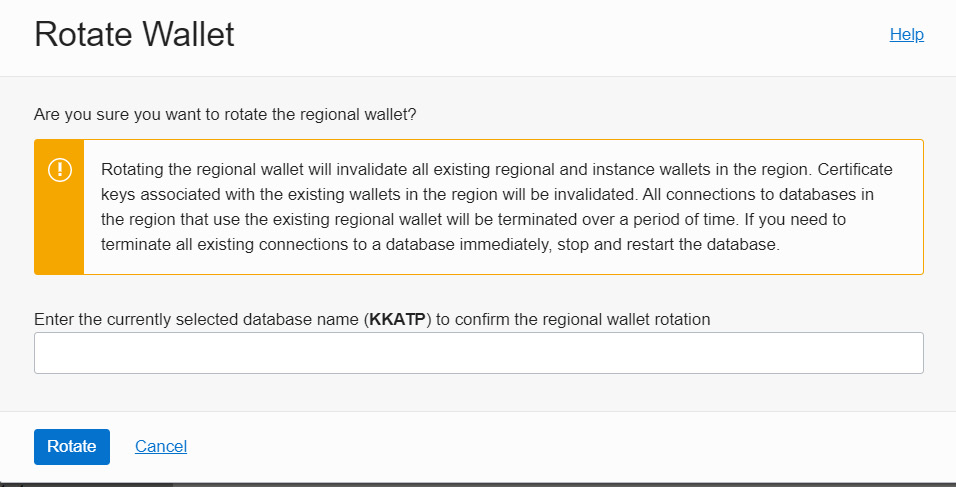 Rotate Wallet
Help
Are you sure you want to rotate the regional wallet?
Rotating the regional wallet will invalidate all existing regional and instance wallets in the region. Certificate
keys associated with the existing wallets in the region will be invalidated. All connections to databases in
the region that use the existing regional wallet will be terminated over a period of time. If you need to
terminate all existing connections to a database immediately, stop and restart the database.
Enter the currently selected database name (KKATP) to confirm the regional wallet rotation
Rotate
Cancel